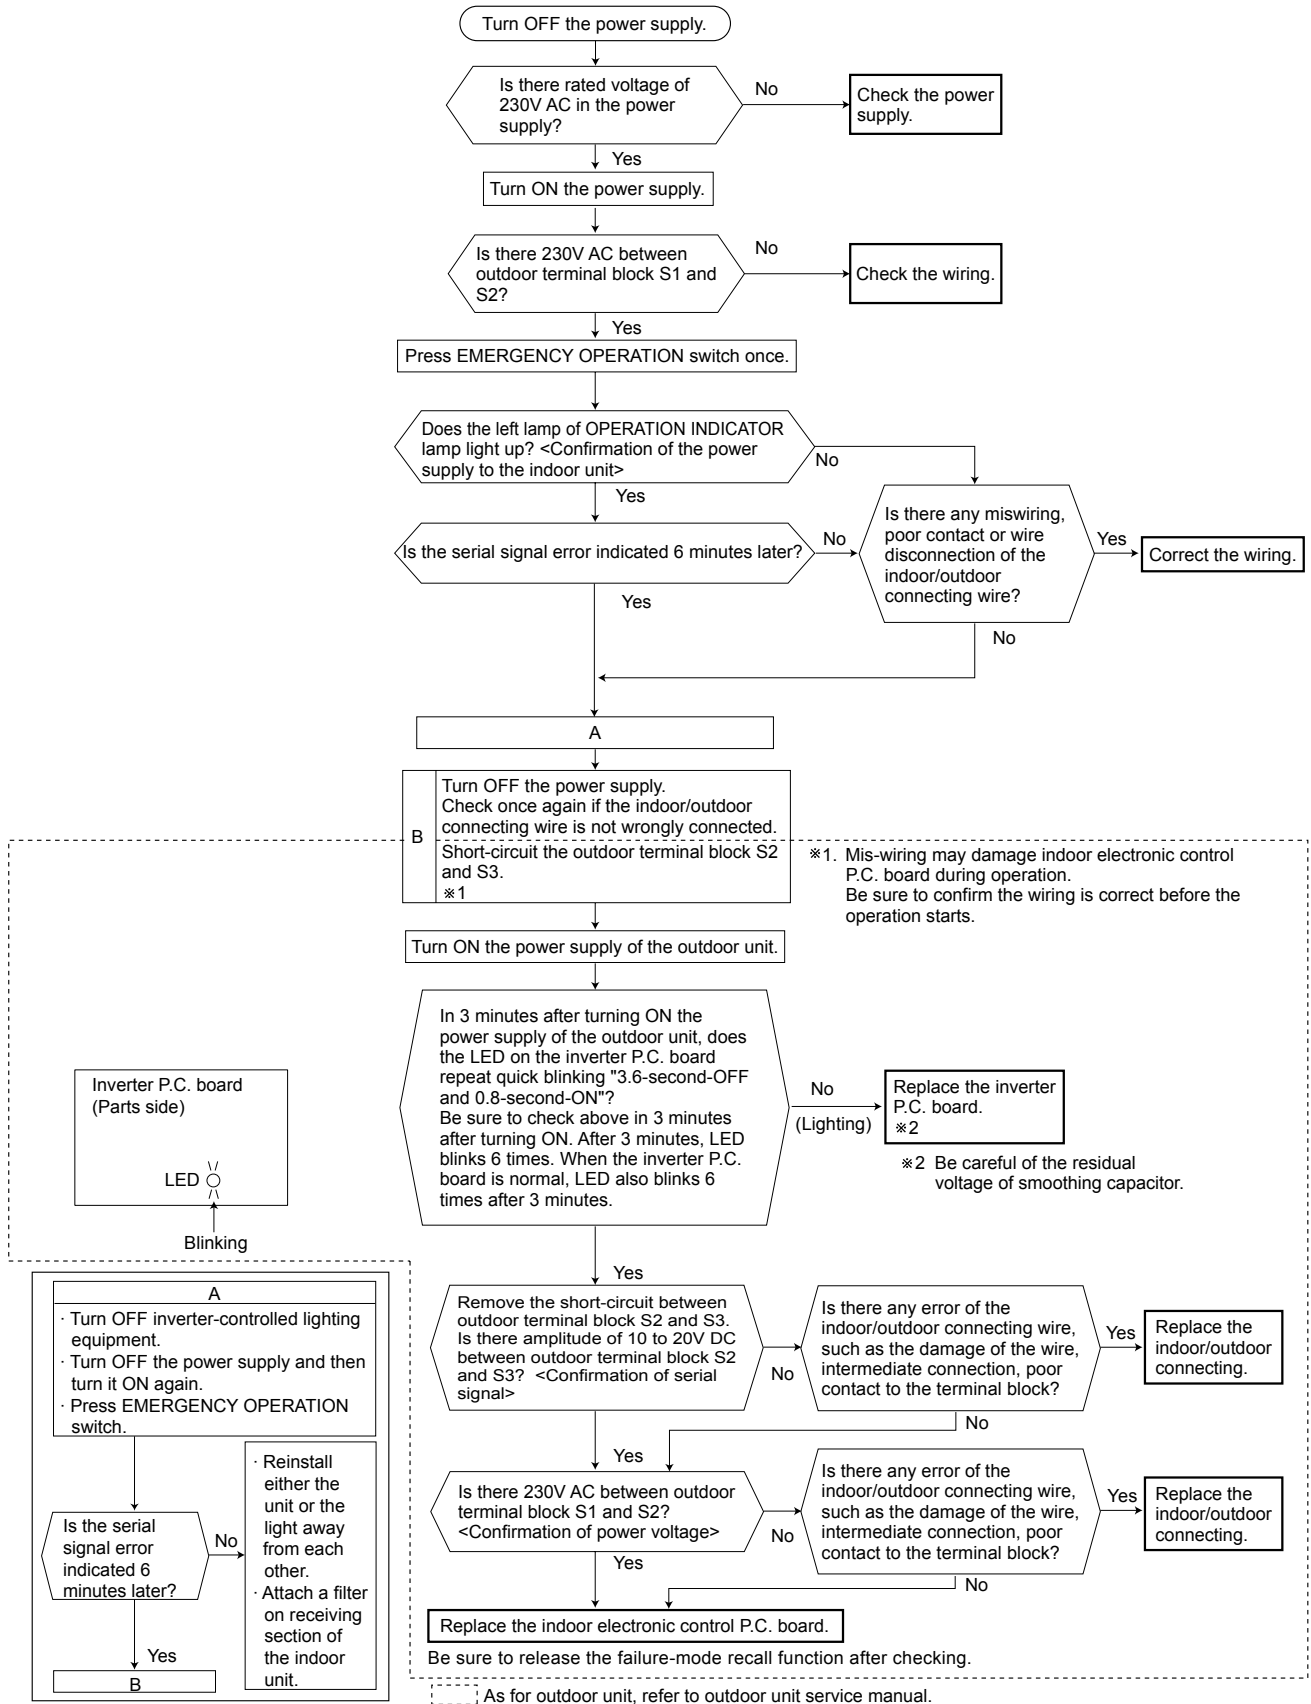 Turn OFF the power supply.
Is there rated voltage of
230V AC in the power
supply?
No
Check the power
supply.
Yes
Turn ON the power supply.
Is there 230V AC between
outdoor terminal block S1 and
S2?
No
Check the wiring.
Yes
Press EMERGENCY OPERATION switch once.
Does the left lamp of OPERATION INDICATOR
lamp light up? <Confirmation of the power
supply to the indoor unit>
No
Yes
Is the serial signal error indicated 6 minutes later?
No
Is there any miswiring,
poor contact or wire
disconnection of the
indoor/outdoor
connecting wire?
Yes
Correct the wiring.
Yes
No
A
B
Turn OFF the power supply.
Check once again if the indoor/outdoor
connecting wire is not wrongly connected.
Short-circuit the outdoor terminal block S2
and S3.
※1
※1. Mis-wiring may damage indoor electronic control
P.C. board during operation.
Be sure to confirm the wiring is correct before the
operation starts.
Turn ON the power supply of the outdoor unit.
In 3 minutes after turning ON the
power supply of the outdoor unit, does
the LED on the inverter P.C. board
repeat quick blinking "3.6-second-OFF
and 0.8-second-ON"?
Be sure to check above in 3 minutes
after turning ON. After 3 minutes, LED
blinks 6 times. When the inverter P.C.
board is normal, LED also blinks 6
times after 3 minutes.
No
(Lighting)
Replace the inverter
P.C. board.
※2
※2 Be careful of the residual
voltage of smoothing capacitor.
Inverter P.C. board
(Parts side)
LED
Blinking
Yes
Remove the short-circuit between
outdoor terminal block S2 and S3.
Is there amplitude of 10 to 20V DC
between outdoor terminal block S2
and S3? <Confirmation of serial
signal>
No
Is there any error of the
indoor/outdoor connecting wire,
such as the damage of the wire,
intermediate connection, poor
contact to the terminal block?
Yes
Replace the
indoor/outdoor
connecting.
No
Yes
Is there 230V AC between outdoor
terminal block S1 and S2?
<Confirmation of power voltage>
No
Is there any error of the
indoor/outdoor connecting wire,
such as the damage of the wire,
intermediate connection, poor
contact to the terminal block?
Yes
Replace the
indoor/outdoor
connecting.
Yes
No
Replace the indoor electronic control P.C. board.
Be sure to release the failure-mode recall function after checking.
A
· Turn OFF inverter-controlled lighting
equipment.
· Turn OFF the power supply and then
turn it ON again.
· Press EMERGENCY OPERATION
switch.
Is the serial
signal error
indicated 6
minutes later?
No
· Reinstall
either the
unit or the
light away
from each
other.
· Attach a filter
on receiving
section of
the indoor
unit.
Yes
B
As for outdoor unit, refer to outdoor unit service manual.